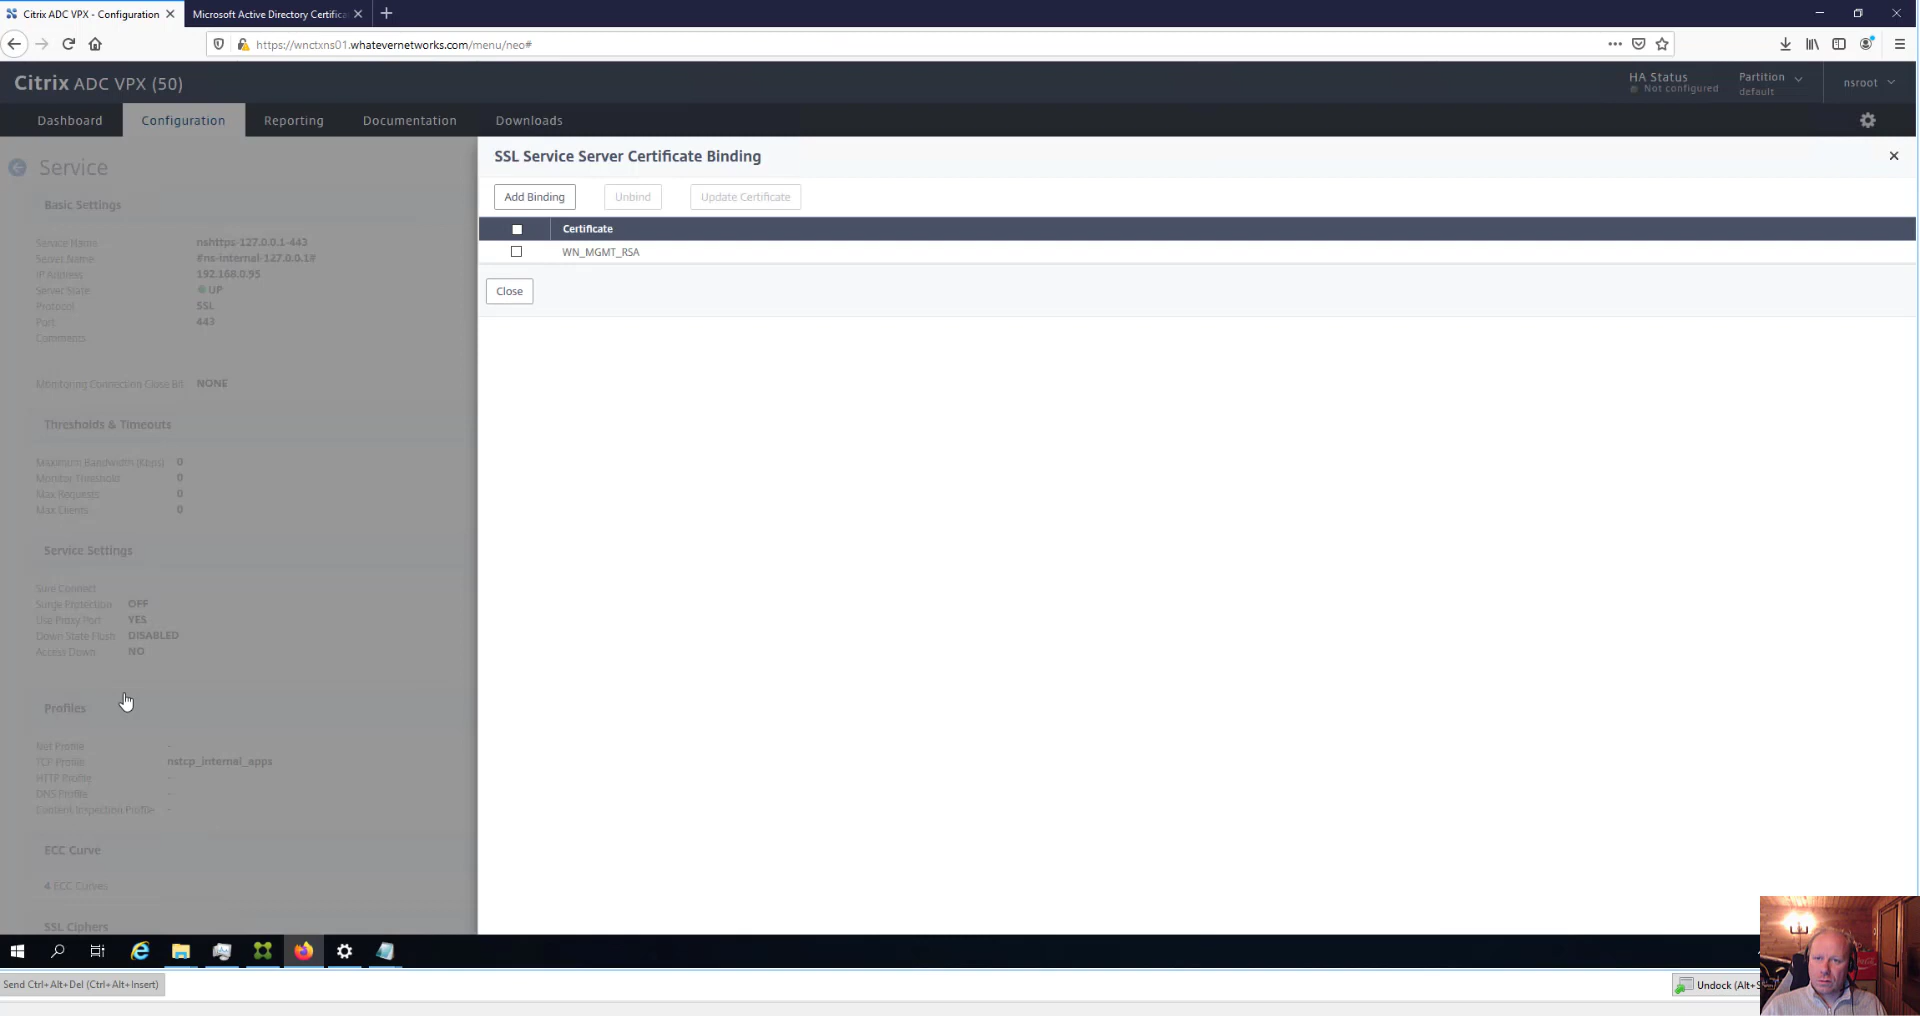 Citrix ADC VPX - Configuration
Microsoft Active Directory Certifica
https://wnctxns01.whatevernetworks.com/menu/neo#
Citrix ADC VPX (50)
HA Status
Not configured
Partition
default
nsroot
Dashboard
Configuration
Reporting
Documentation
Downloads
Service
Basic Settings
Service Name nshttps-127.0.0.1-443
Server Name #ns-internal-127.0.0.1#
IP Address 192.168.0.95
Server State UP
Protocol SSL
Port 443
Comments
Monitoring Connection Close Bit NONE
Thresholds & Timeouts
Maximum Bandwidth (Kbps) 0
Monitor Threshold 0
Max Requests 0
Max Clients 0
Service Settings
Sure Connect
Surge Protection OFF
Use Proxy Port YES
Down State Flush DISABLED
Access Down NO
Profiles
Net Profile -
TCP Profile nstcp_internal_apps
HTTP Profile -
DNS Profile -
Content Inspection Profile -
ECC Curve
4 ECC Curves
SSL Ciphers
SSL Service Server Certificate Binding
Add Binding
Unbind
Update Certificate
Certificate
WN_MGMT_RSA
Close
Send Ctrl+Alt+Del (Ctrl+Alt+Insert)
Undock (Alt+S